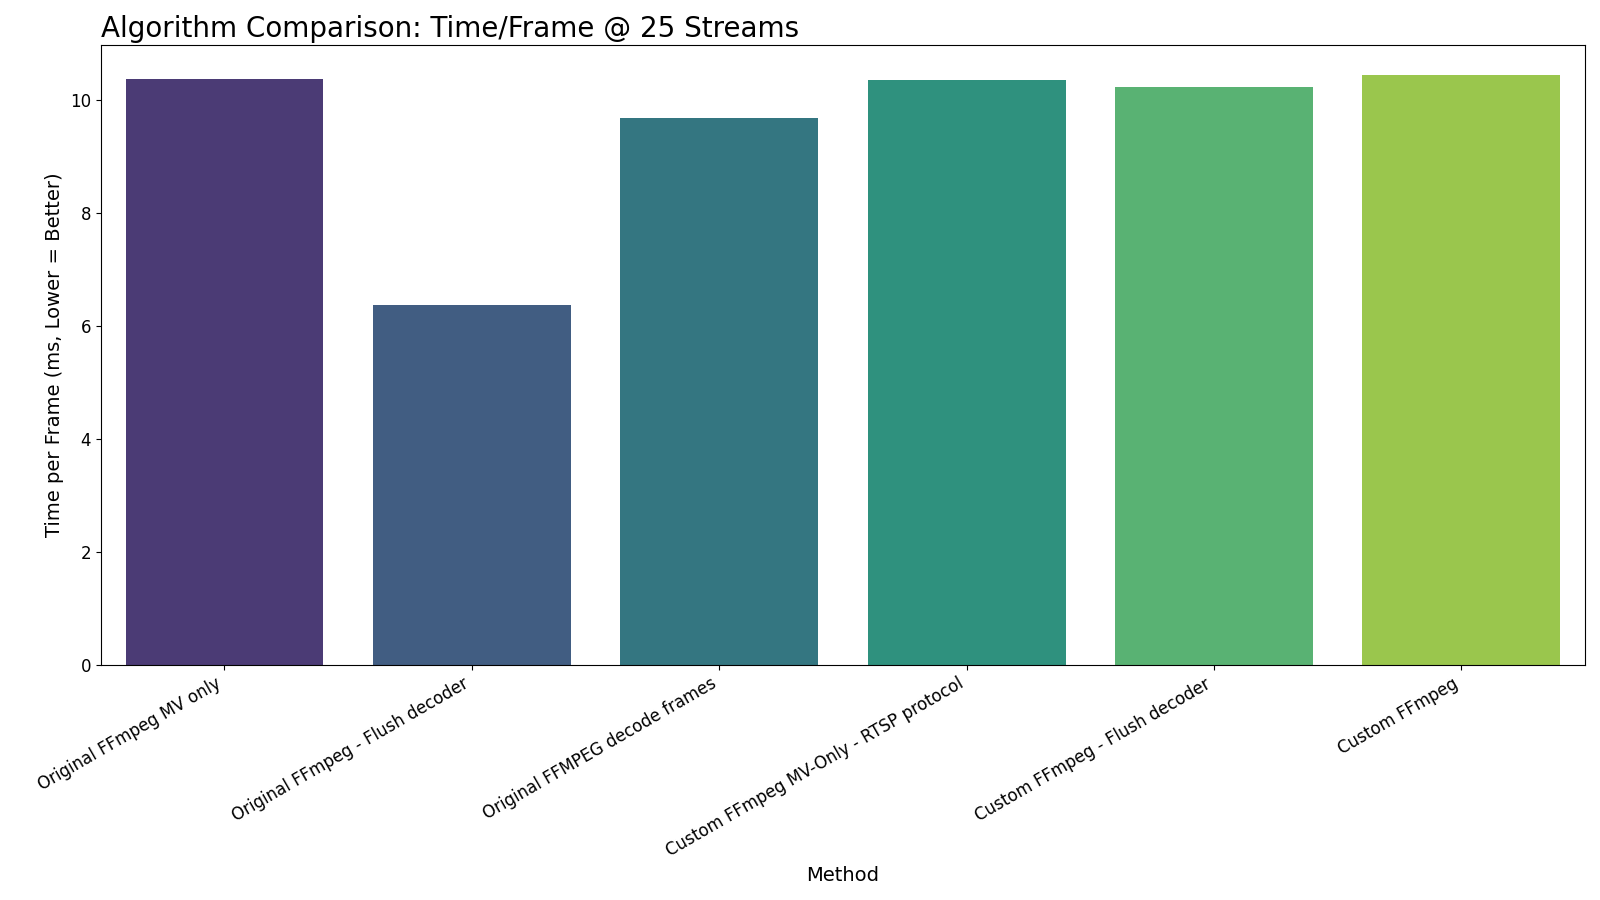 Algorithm Comparison: Time/Frame @ 25 Streams
Time per Frame (ms, Lower = Better)
10
8
6
4
2
0
Original FFmpeg MV only
Original FFmpeg - Flush decoder
Original FFMPEG decode frames
Custom FFmpeg MV-Only - RTSP protocol
Custom FFmpeg - Flush decoder
Custom FFmpeg
Method